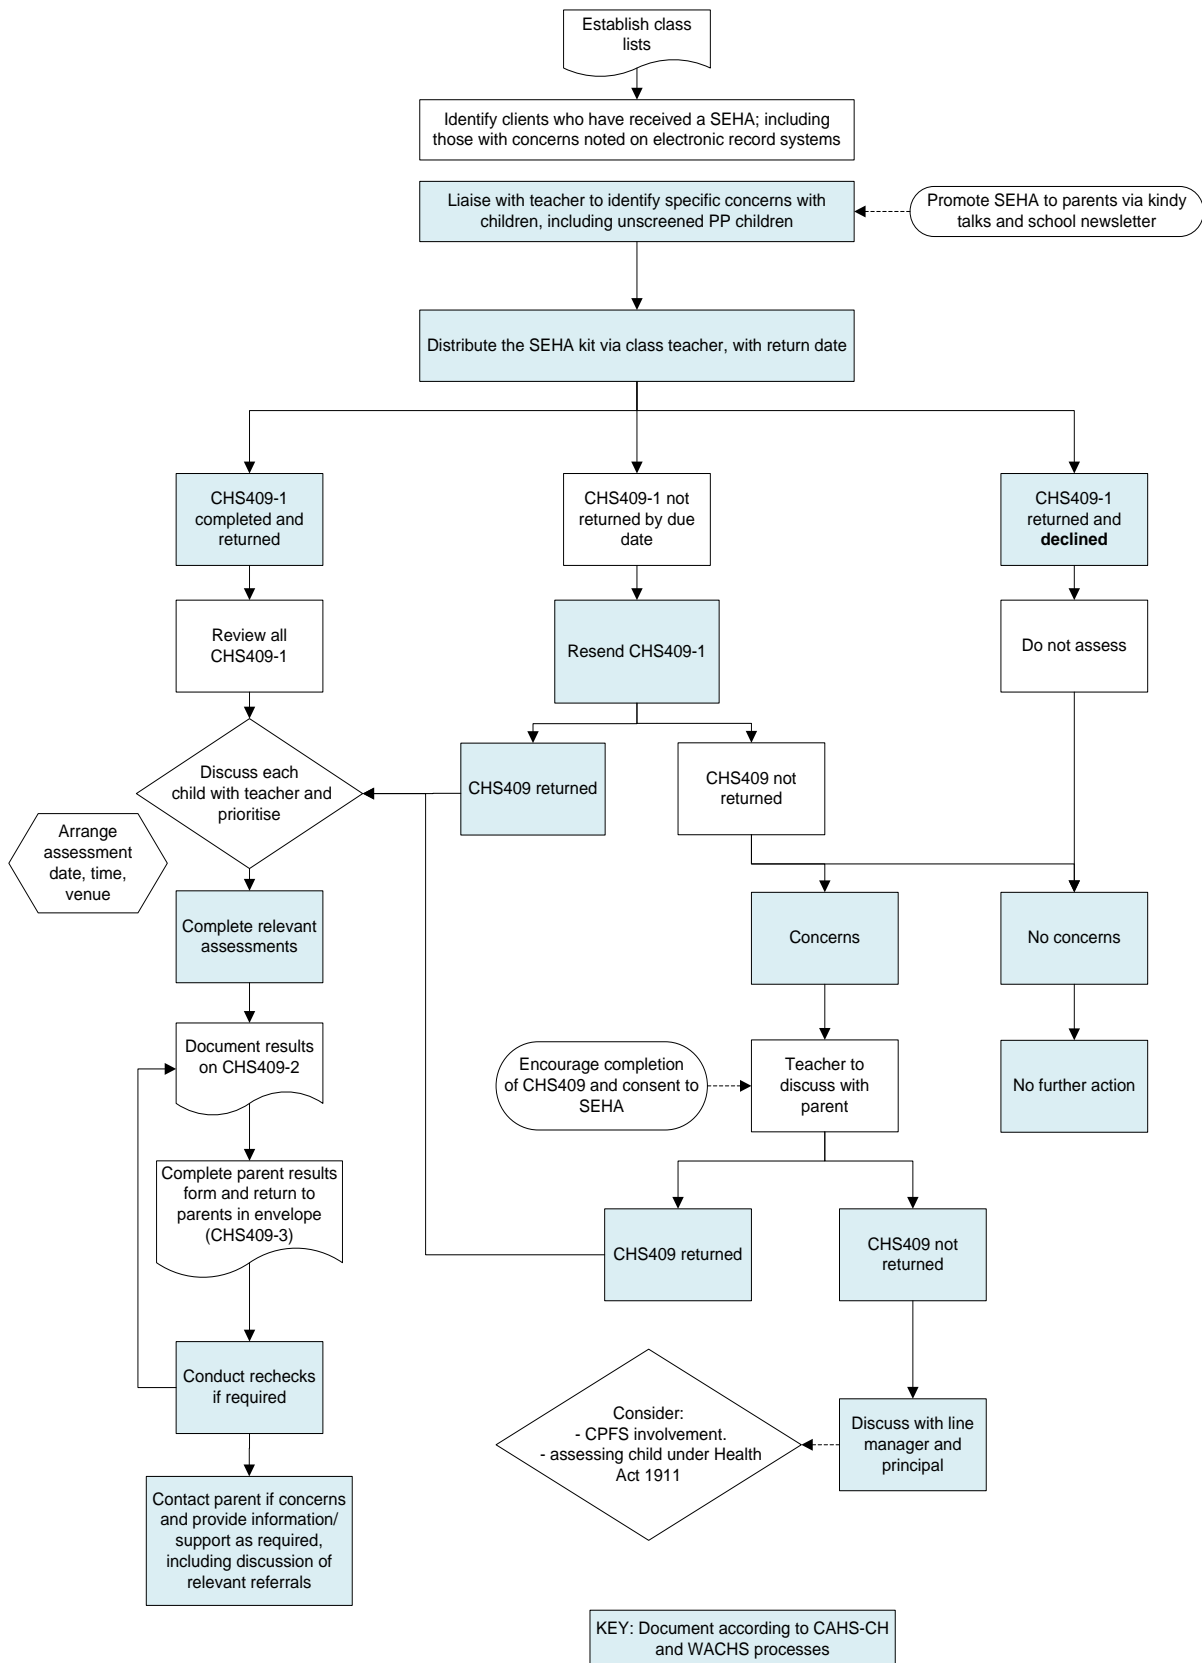 Establish class
lists
Identify clients who have received a SEHA; including
those with concerns noted on electronic record systems
Liaise with teacher to identify specific concerns with
children, including unscreened PP children
Promote SEHA to parents via kindy
talks and school newsletter
Distribute the SEHA kit via class teacher, with return date
CHS409-1
completed and
returned
CHS409-1 not
returned by due
date
CHS409-1
returned and
declined
Review all
CHS409-1
Resend CHS409-1
Do not assess
Discuss each
child with teacher and
prioritise
CHS409 returned
CHS409 not
returned
Arrange
assessment
date, time,
venue
Complete relevant
assessments
Concerns
No concerns
Document results
on CHS409-2
Encourage completion
of CHS409 and consent to
SEHA
Teacher to
discuss with
parent
No further action
Complete parent results
form and return to
parents in envelope
(CHS409-3)
CHS409 returned
CHS409 not
returned
Conduct rechecks
if required
Consider:
- CPFS involvement.
- assessing child under Health
Act 1911
Discuss with line
manager and
principal
Contact parent if concerns
and provide information/
support as required,
including discussion of
relevant referrals
KEY: Document according to CAHS-CH
and WACHS processes